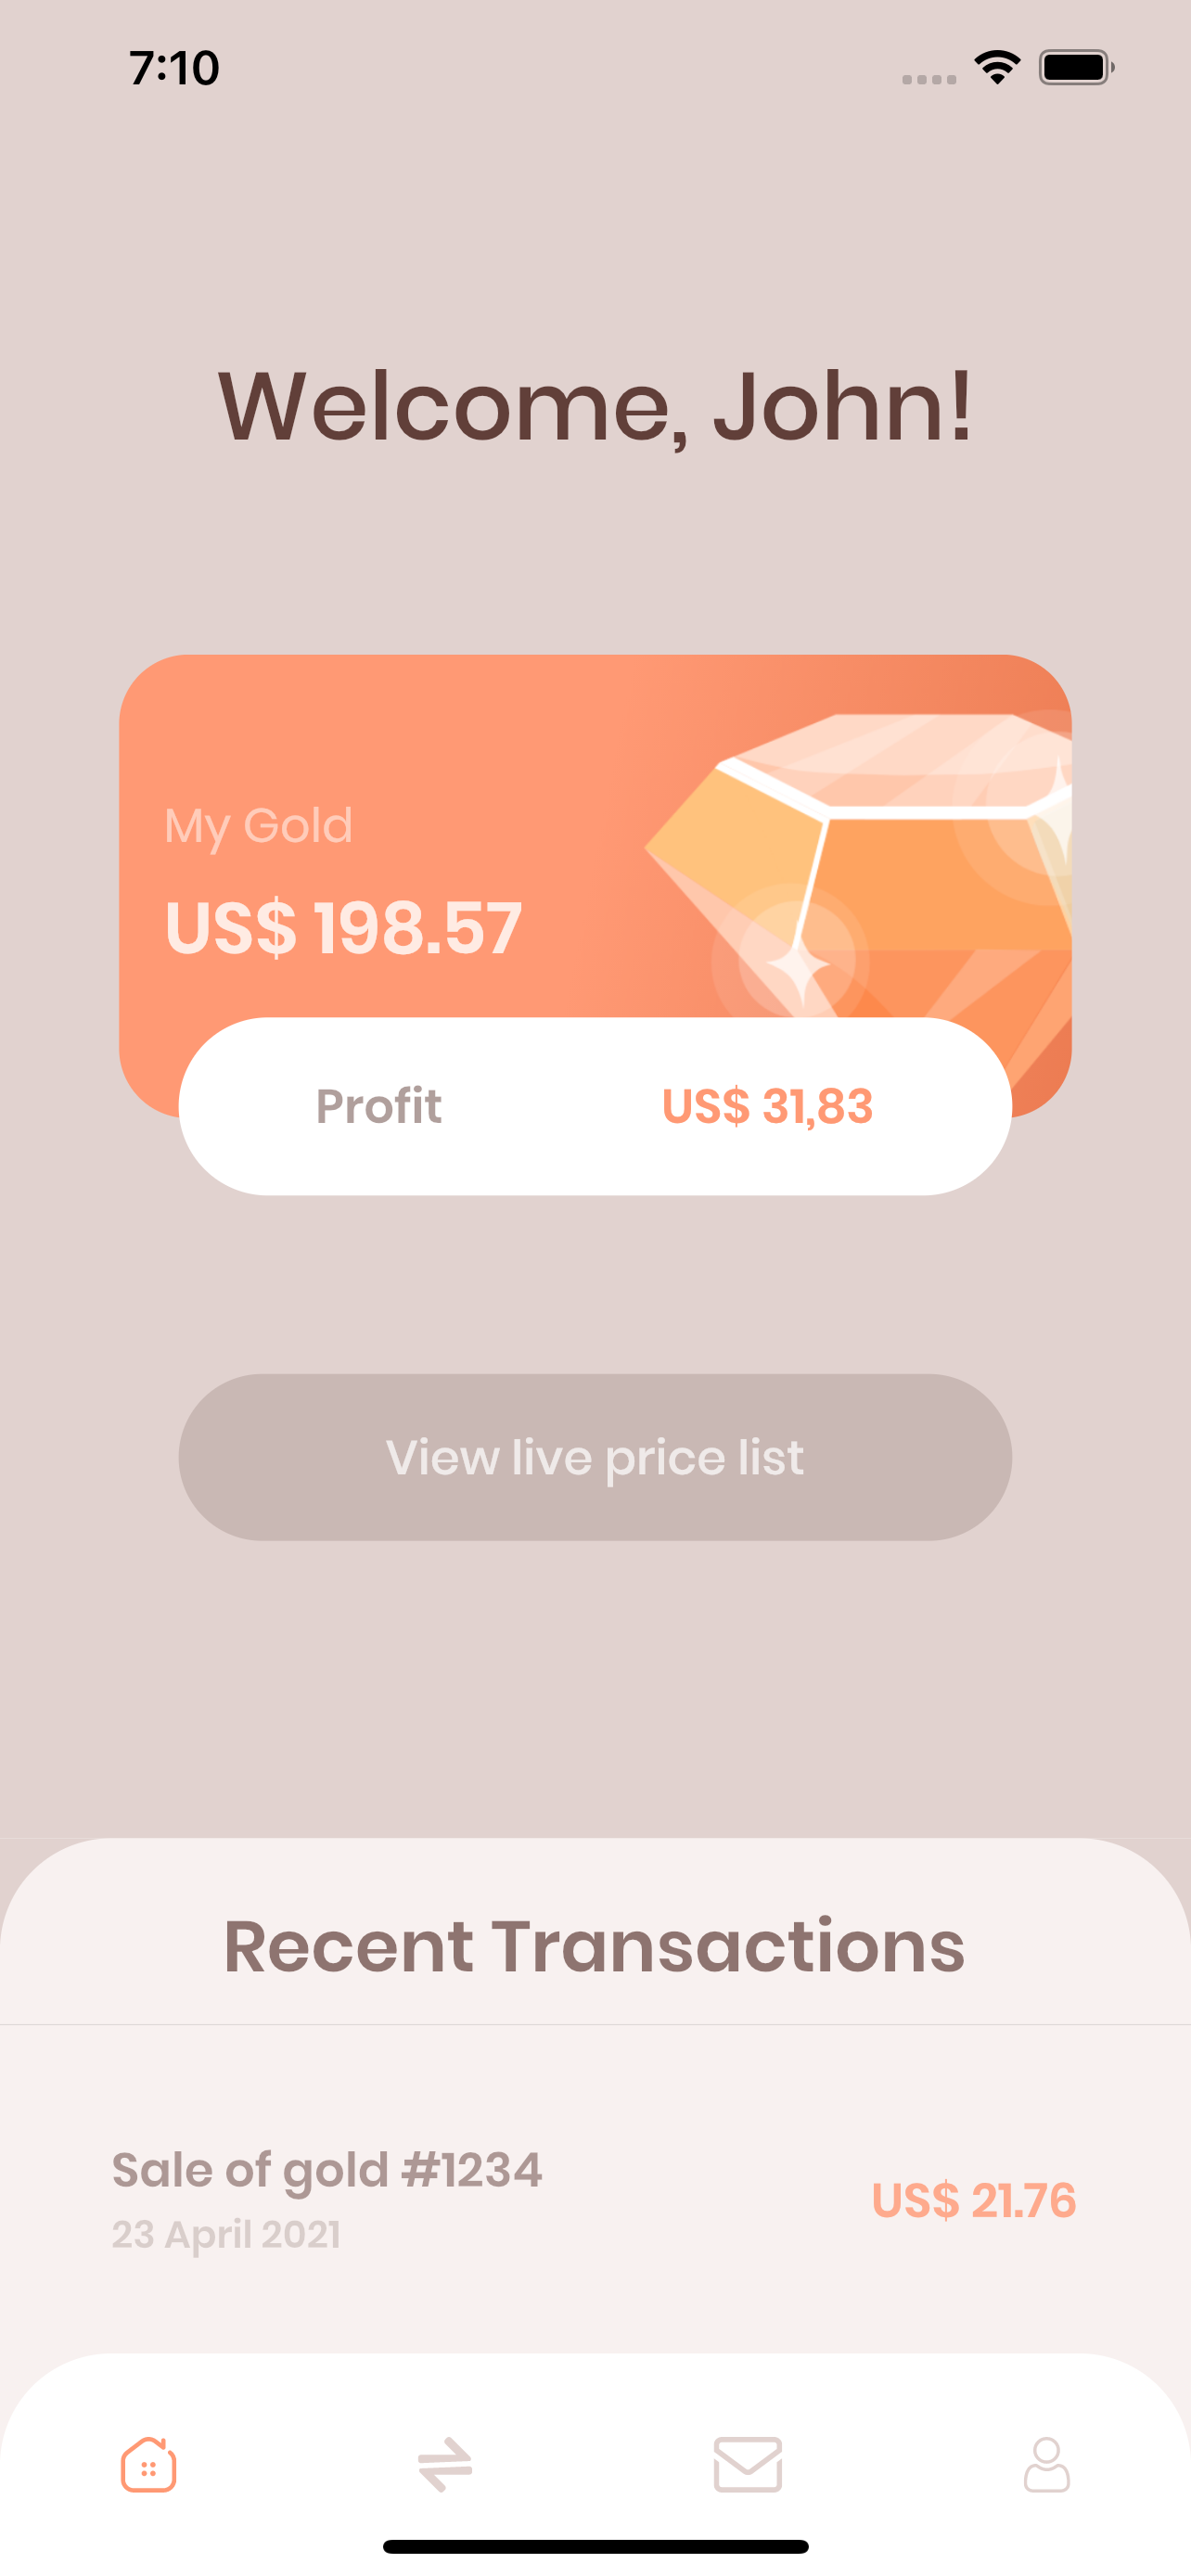 7:10
Welcome, John!
My Gold
US$ 198.57
Profit US$ 31,83
View live price list
Recent Transactions
Sale of gold #1234
US$ 21.76
23 April 2021